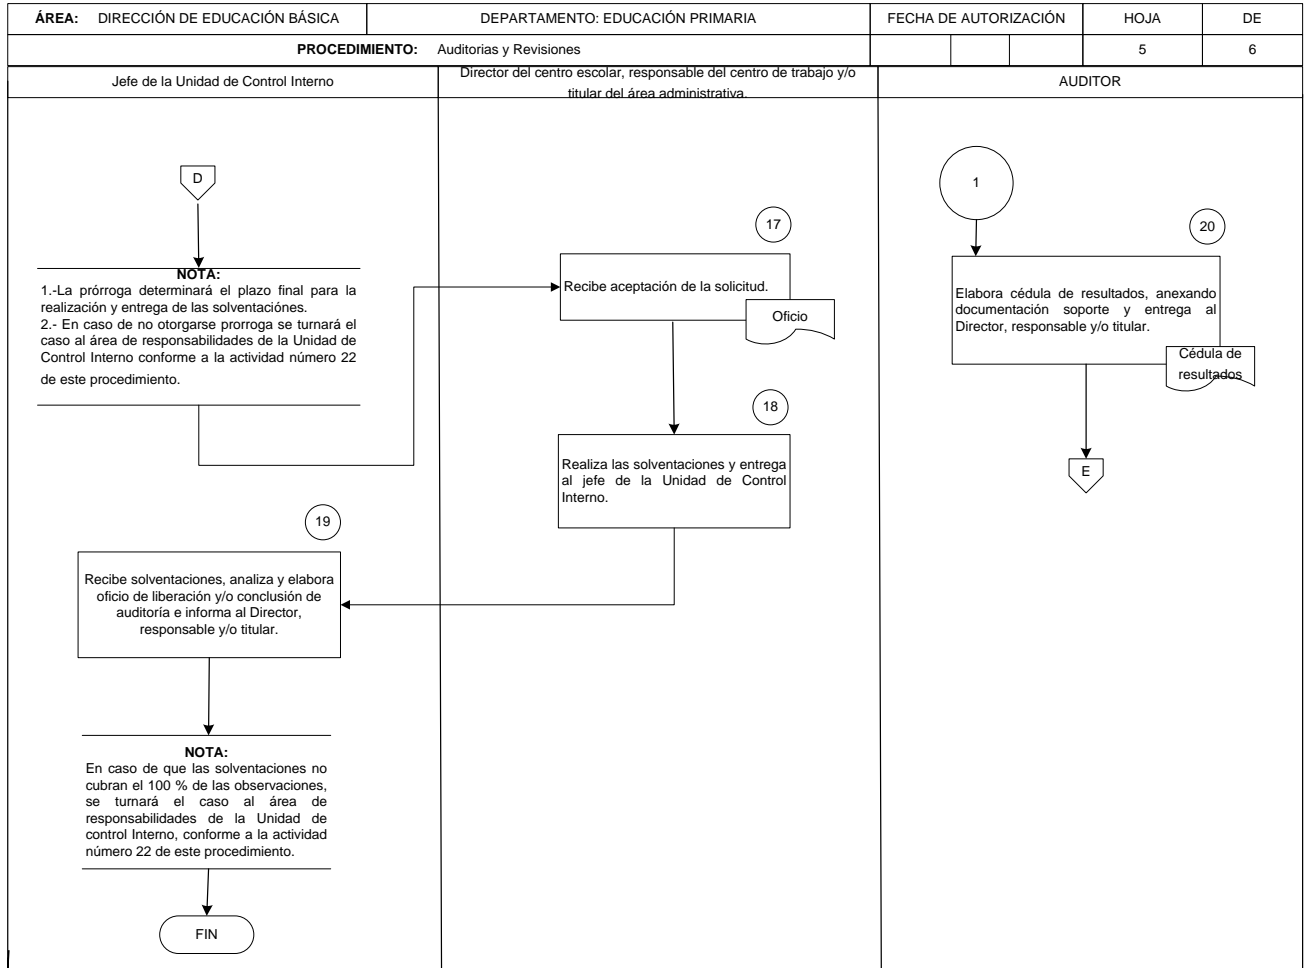 ÁREA: DIRECCIÓN DE EDUCACIÓN BÁSICA
DEPARTAMENTO: EDUCACIÓN PRIMARIA
FECHA DE AUTORIZACIÓN
HOJA
DE
PROCEDIMIENTO: Auditorias y Revisiones
5
6
Jefe de la Unidad de Control Interno
Director del centro escolar, responsable del centro de trabajo y/o
titular del área administrativa.
AUDITOR
D
NOTA:
1.-La prórroga determinará el plazo final para la
realización y entrega de las solventaciónes.
2.- En caso de no otorgarse prorroga se turnará el
caso al área de responsabilidades de la Unidad de
Control Interno conforme a la actividad número 22
de este procedimiento.
17
Recibe aceptación de la solicitud.
Oficio
18
Realiza las solventaciones y entrega
al jefe de la Unidad de Control
Interno.
19
Recibe solventaciones, analiza y elabora
oficio de liberación y/o conclusión de
auditoría e informa al Director,
responsable y/o titular.
NOTA:
En caso de que las solventaciones no
cubran el 100 % de las observaciones,
se turnará el caso al área de
responsabilidades de la Unidad de
control Interno, conforme a la actividad
número 22 de este procedimiento.
FIN
1
20
Elabora cédula de resultados, anexando
documentación soporte y entrega al
Director, responsable y/o titular.
Cédula de
resultados
E